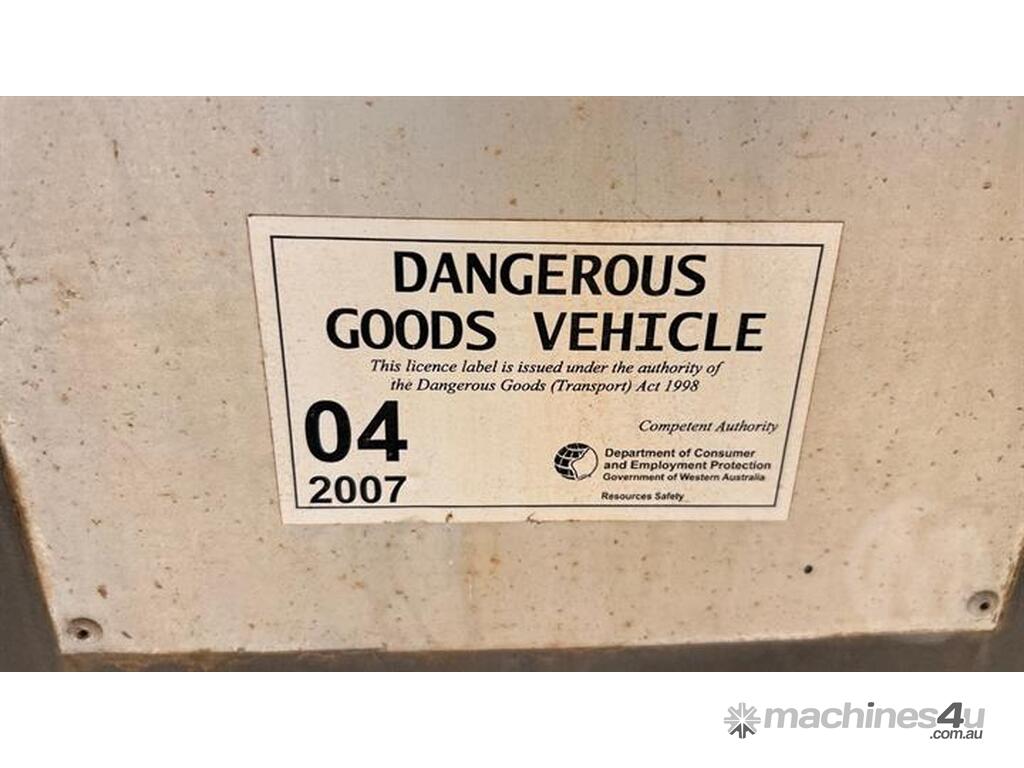 DANGEROUS
GOODS VEHICLE
This licence label is issued under the authority of
the Dangerous Goods (Transport) Act 1998
04
2007
Competent Authority
Department of Consumer
and Employment Protection
Government of Western Australia
Resources Safety
machines4u
.com.au